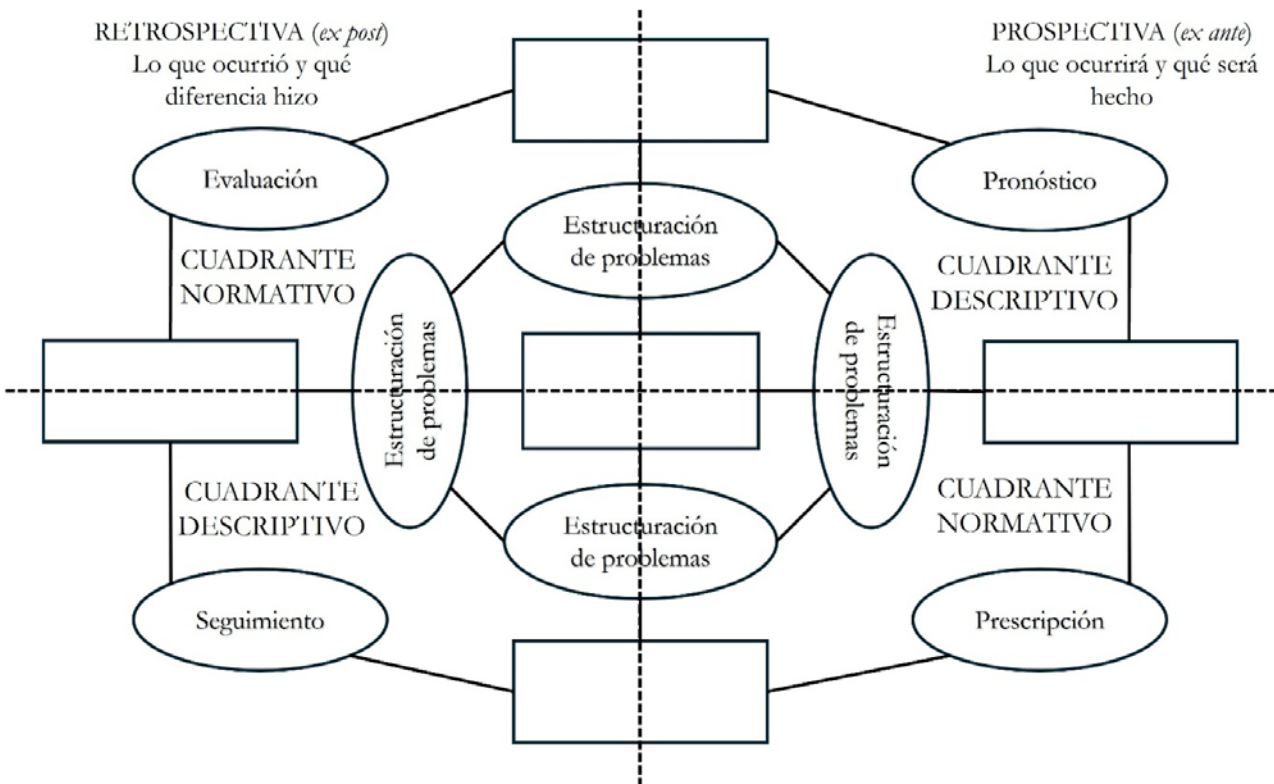 RETROSPECTIVA (ex post)
Lo que ocurrió y qué
diferencia hizo
PROSPECTIVA (ex ante)
Lo que ocurrirá y qué será
hecho
Evaluación
Pronóstico
Estructuración
de problemas
CUADRANTE
NORMATIVO
CUADRANTE
DESCRIPTIVO
Estructuración
de problemas
Estructuración
de problemas
CUADRANTE
DESCRIPTIVO
CUADRANTE
NORMATIVO
Estructuración
de problemas
Seguimiento
Prescripción